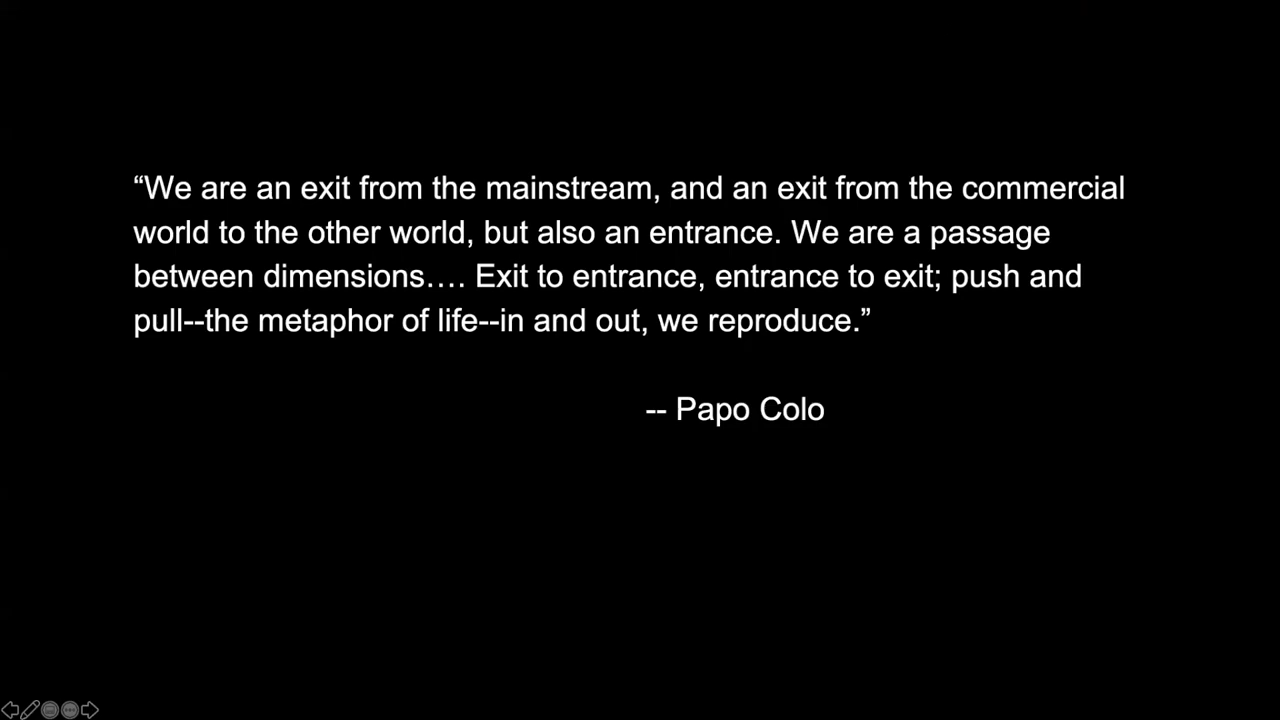 “We are an exit from the mainstream, and an exit from the commercial
world to the other world, but also an entrance. We are a passage
between dimensions…. Exit to entrance, entrance to exit; push and
pull--the metaphor of life--in and out, we reproduce.”
-- Papo Colo